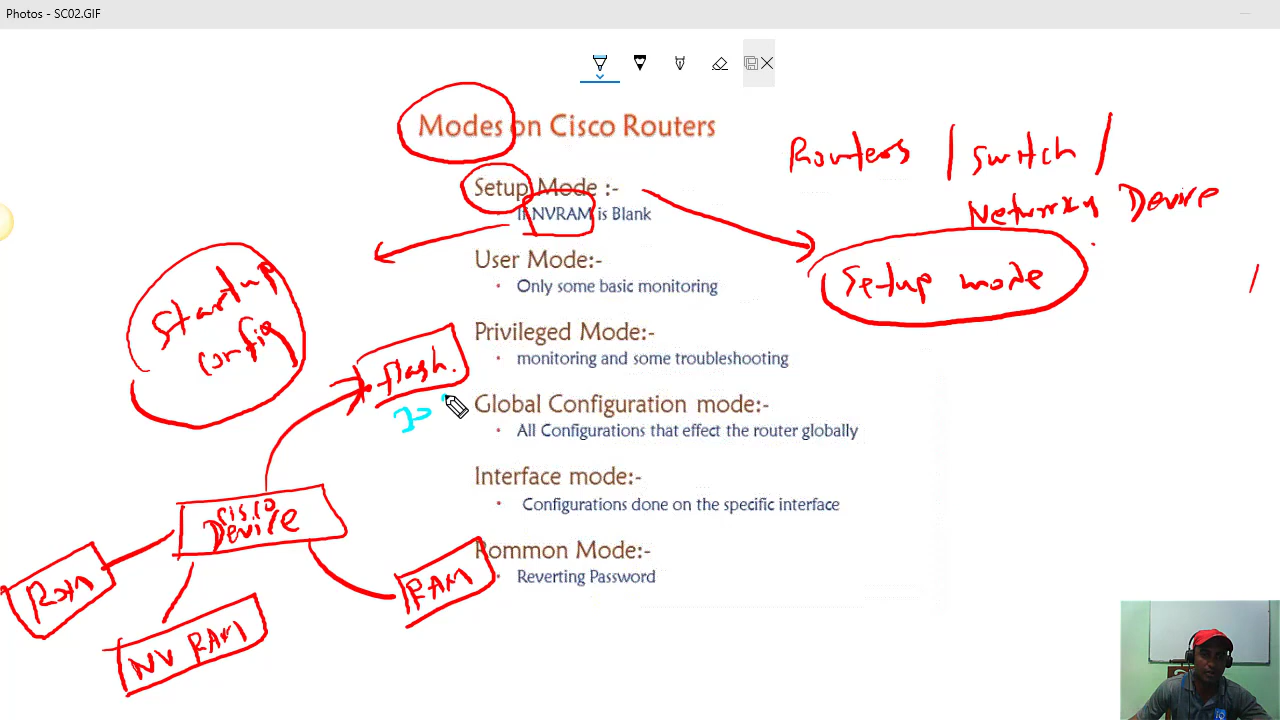 Photos - SC02.GIF
Modes on Cisco Routers
Routers / Switch /
Setup Mode :-
If NVRAM is Blank
Device
User Mode:-
Setup mode
Only some basic monitoring
Startup
config
Privileged Mode:-
monitoring and some troubleshooting
flash.
Global Configuration mode:-
All Configurations that effect the router globally
Interface mode:-
Configurations done on the specific interface
cisco
Device
Rommon Mode:-
Reverting Password
ROM
RAM
NV RAM